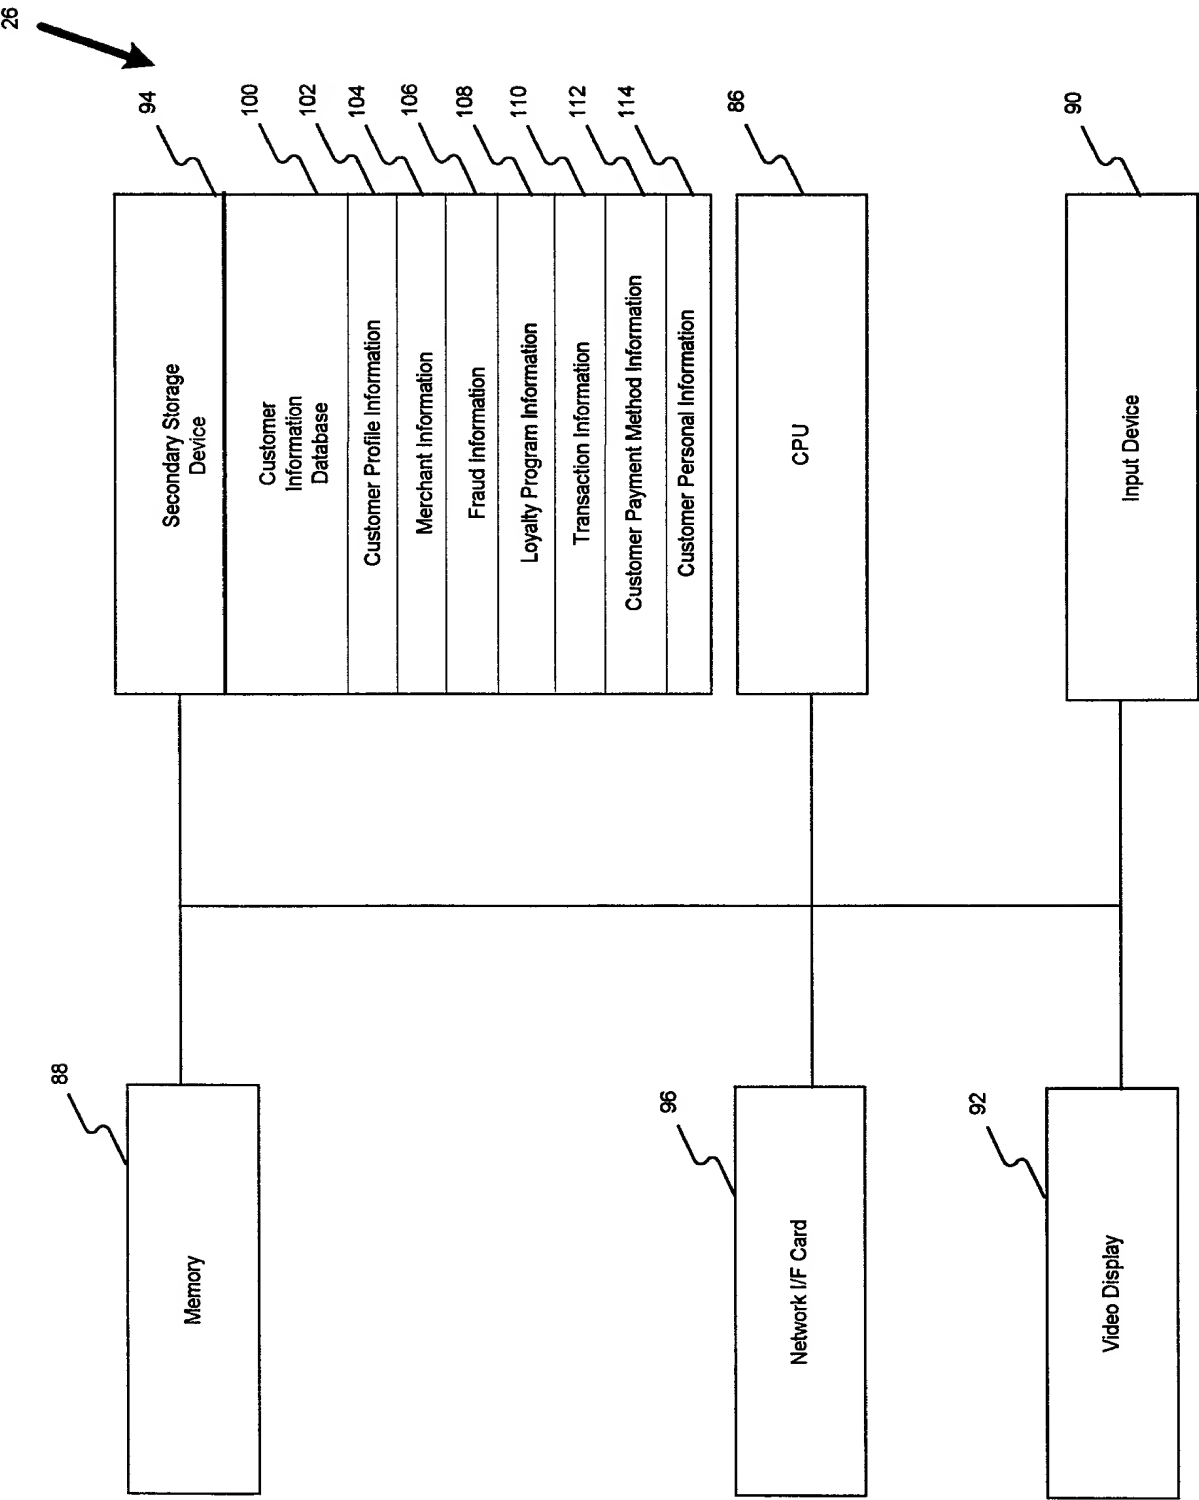 26
88
Memory
96
Network I/F Card
92
Video Display
94
Secondary Storage
Device
100
Customer
Information
Database
102
Customer Profile Information
104
Merchant Information
106
Fraud Information
108
Loyalty Program Information
110
Transaction Information
112
Customer Payment Method Information
114
Customer Personal Information
86
CPU
90
Input Device